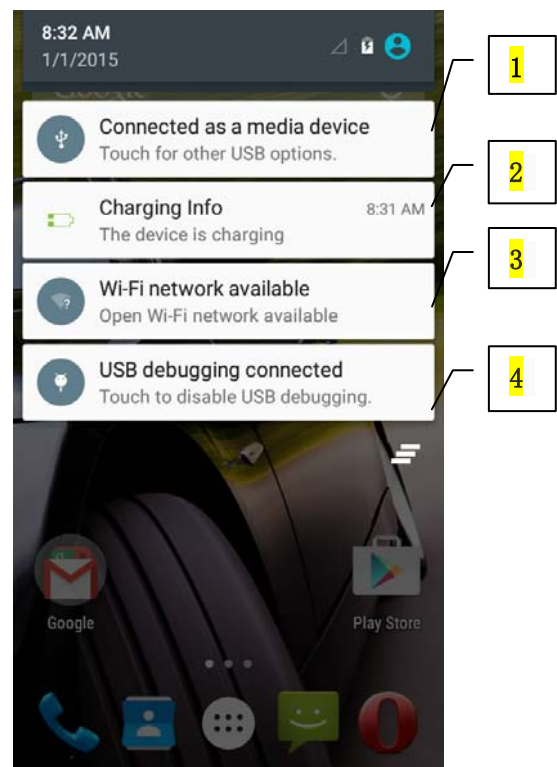 8:32 AM
1/1/2015
Google
Connected as a media device
Touch for other USB options.
1
Charging Info 8:31 AM
The device is charging
2
Wi-Fi network available
Open Wi-Fi network available
3
USB debugging connected
Touch to disable USB debugging.
4
Google
Play Store